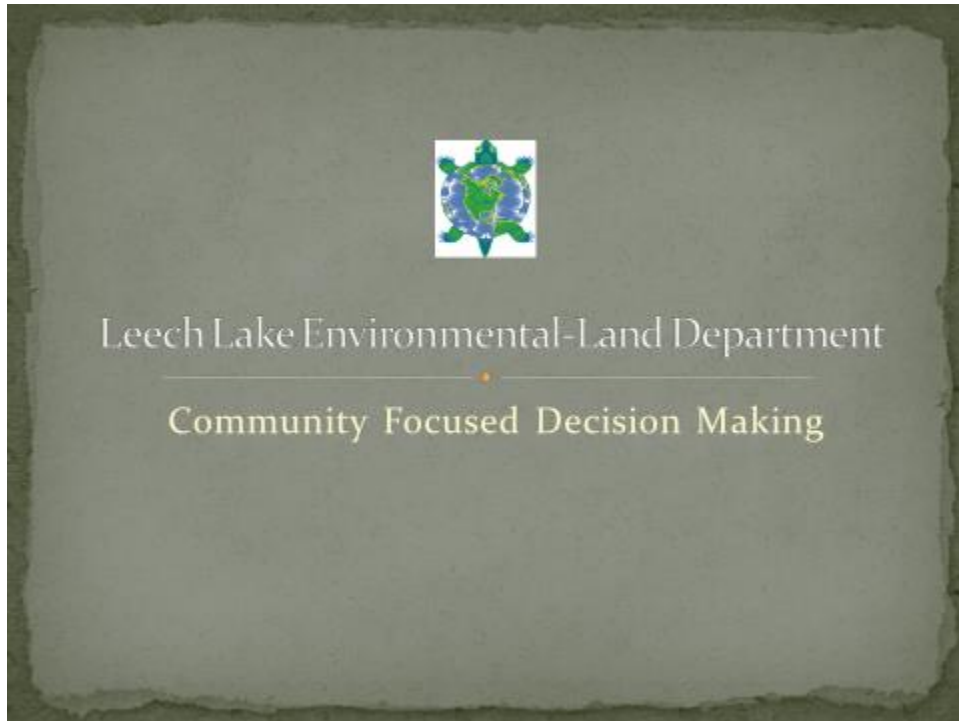 Leech Lake Environmental-Land Department
Community Focused Decision Making